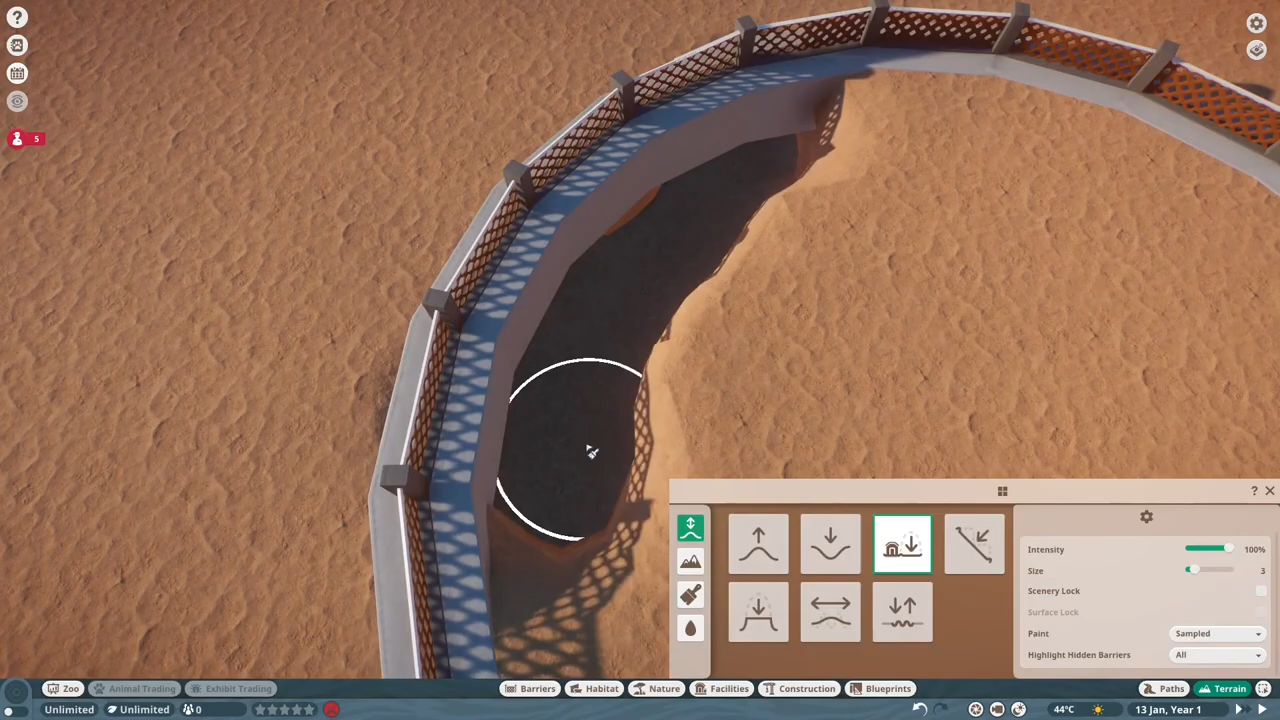 ?
5
? ×
Intensity 100%
Size 3
Scenery Lock
Surface Lock
Paint Sampled
Highlight Hidden Barriers All
Zoo Animal Trading Exhibit Trading Barriers Habitat Nature Facilities Construction Blueprints Paths Terrain
Unlimited Unlimited 0 44°C 13 Jan, Year 1